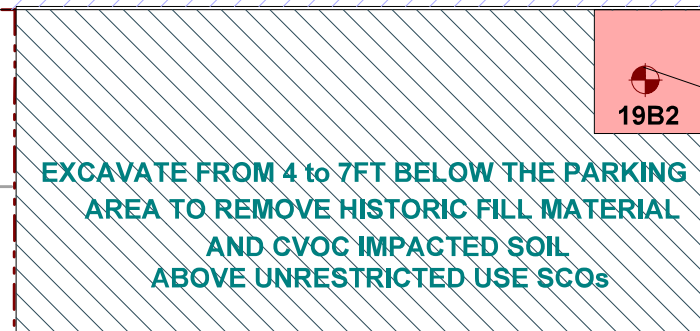 19B2
EXCAVATE FROM 4 to 7FT BELOW THE PARKING
AREA TO REMOVE HISTORIC FILL MATERIAL
AND CVOC IMPACTED SOIL
ABOVE UNRESTRICTED USE SCOs